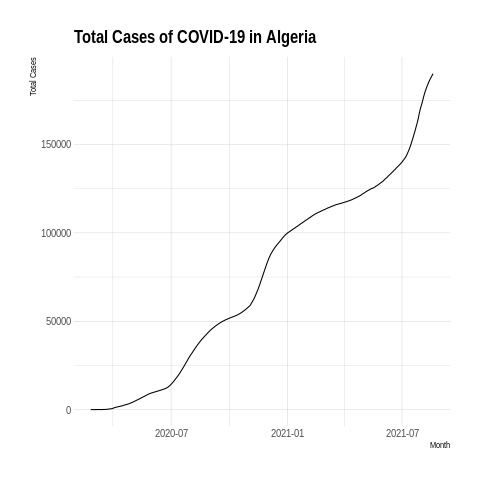 Total Cases of COVID-19 in Algeria
Total Cases
150000
100000
50000
0
2020-07 2021-01 2021-07
Month